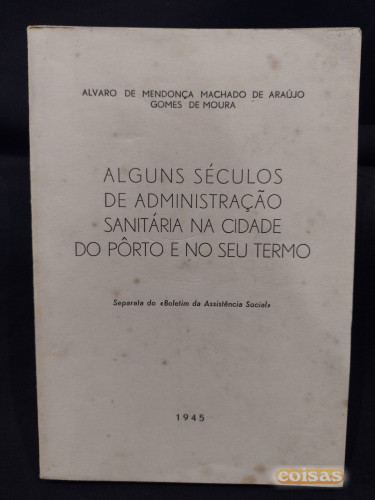 ALVARO DE MENDONÇA MACHADO DE ARAÚJO
GOMES DE MOURA
ALGUNS SÉCULOS
DE ADMINISTRAÇÃO
SANITÁRIA NA CIDADE
DO PÔRTO E NO SEU TERMO
Separata do «Boletim da Assistência Social»
1945
coisas